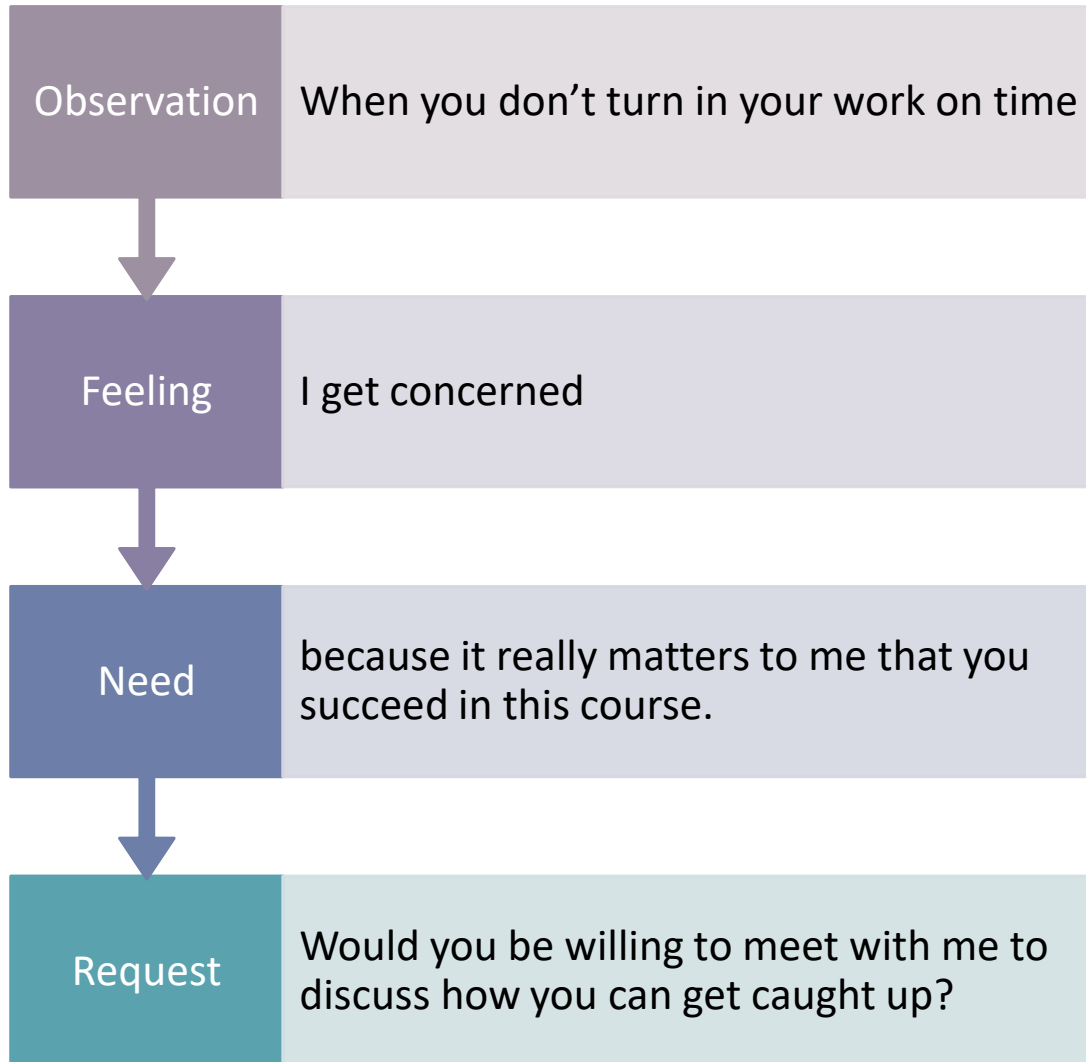 Observation
When you don’t turn in your work on time
Feeling
I get concerned
Need
because it really matters to me that you
succeed in this course.
Request
Would you be willing to meet with me to
discuss how you can get caught up?